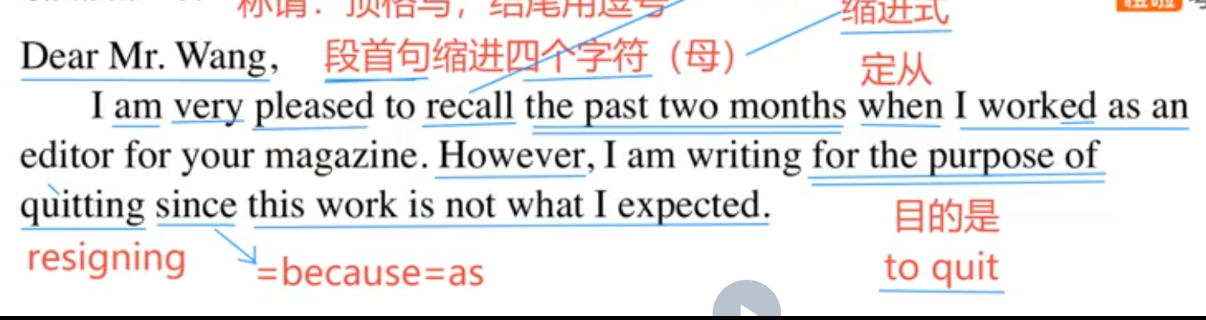 称谓：顶格写，结尾用逗号
缩进式
Dear Mr. Wang,
段首句缩进四个字符（母）
定从
I am very pleased to recall the past two months when I worked as an
editor for your magazine. However, I am writing for the purpose of
quitting since this work is not what I expected.
目的是
resigning
=because=as
to quit